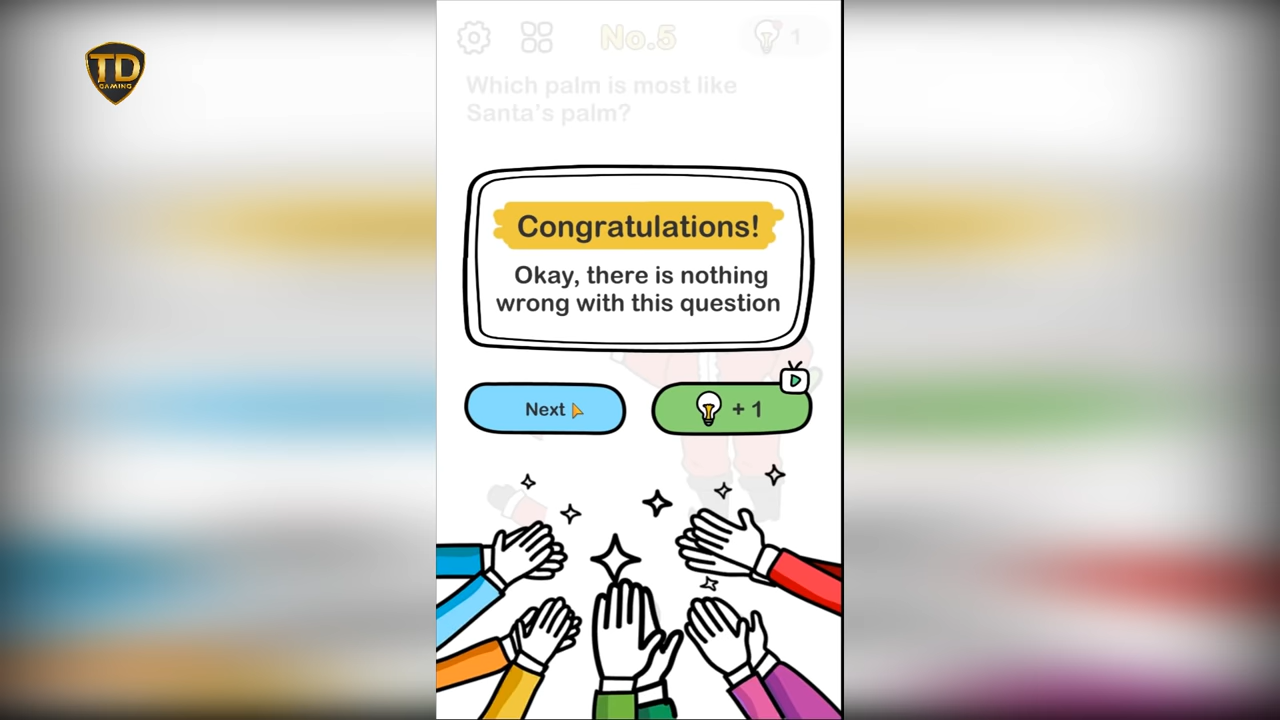 TD
GAMING
No.5
1
Which palm is most like
Santa's palm?
Congratulations!
Okay, there is nothing
wrong with this question
Next
+ 1